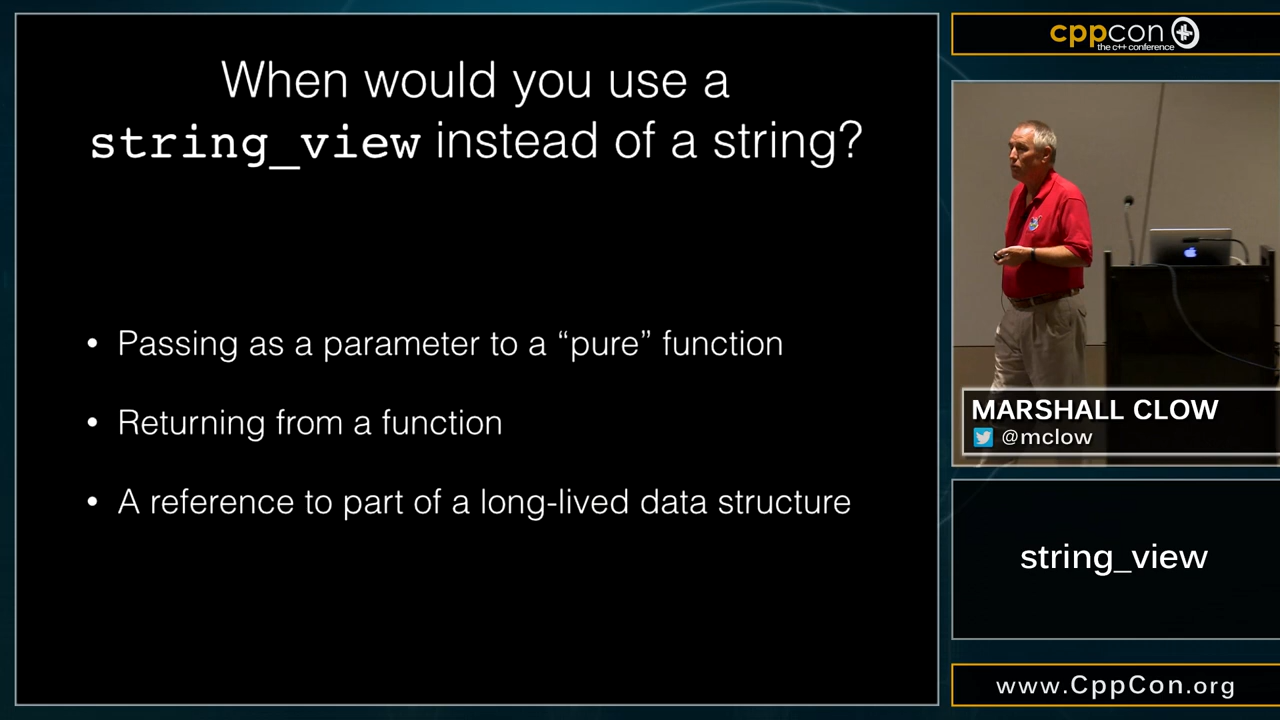 When would you use a
string_view instead of a string?
• Passing as a parameter to a “pure” function
• Returning from a function
• A reference to part of a long-lived data structure
cppcon
the c++ conference
MARSHALL CLOW
@mclow
string_view
www.CppCon.org